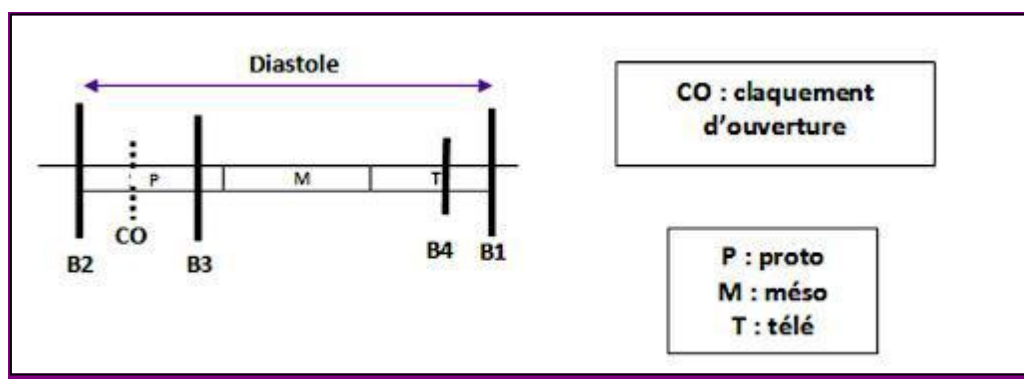 Diastole
P M T
CO
B2 B3 B4 B1
CO : claquement
d'ouverture
P : proto
M : méso
T : télé